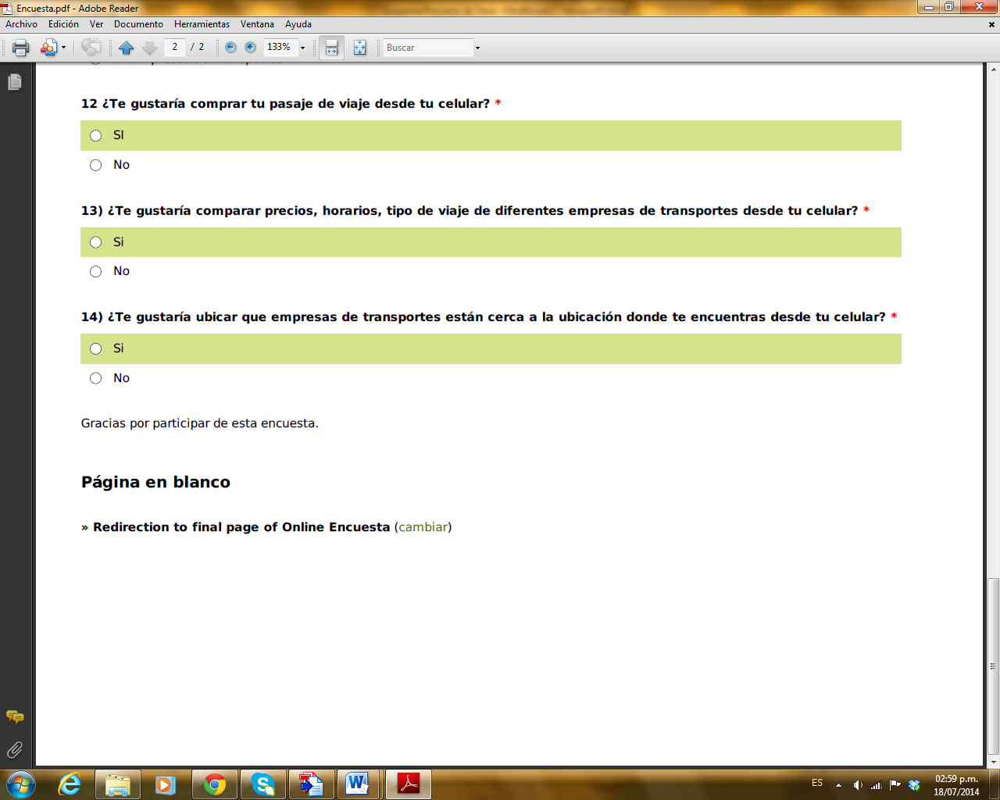 Encuesta.pdf - Adobe Reader
Archivo Edición Ver Documento Herramientas Ventana Ayuda
2 / 2 133% Buscar
12 ¿Te gustaría comprar tu pasaje de viaje desde tu celular? *
SI
No
13) ¿Te gustaría comparar precios, horarios, tipo de viaje de diferentes empresas de transportes desde tu celular? *
Si
No
14) ¿Te gustaría ubicar que empresas de transportes están cerca a la ubicación donde te encuentras desde tu celular? *
Si
No
Gracias por participar de esta encuesta.
Página en blanco
» Redirection to final page of Online Encuesta (cambiar)
ES 02:59 p.m.
18/07/2014